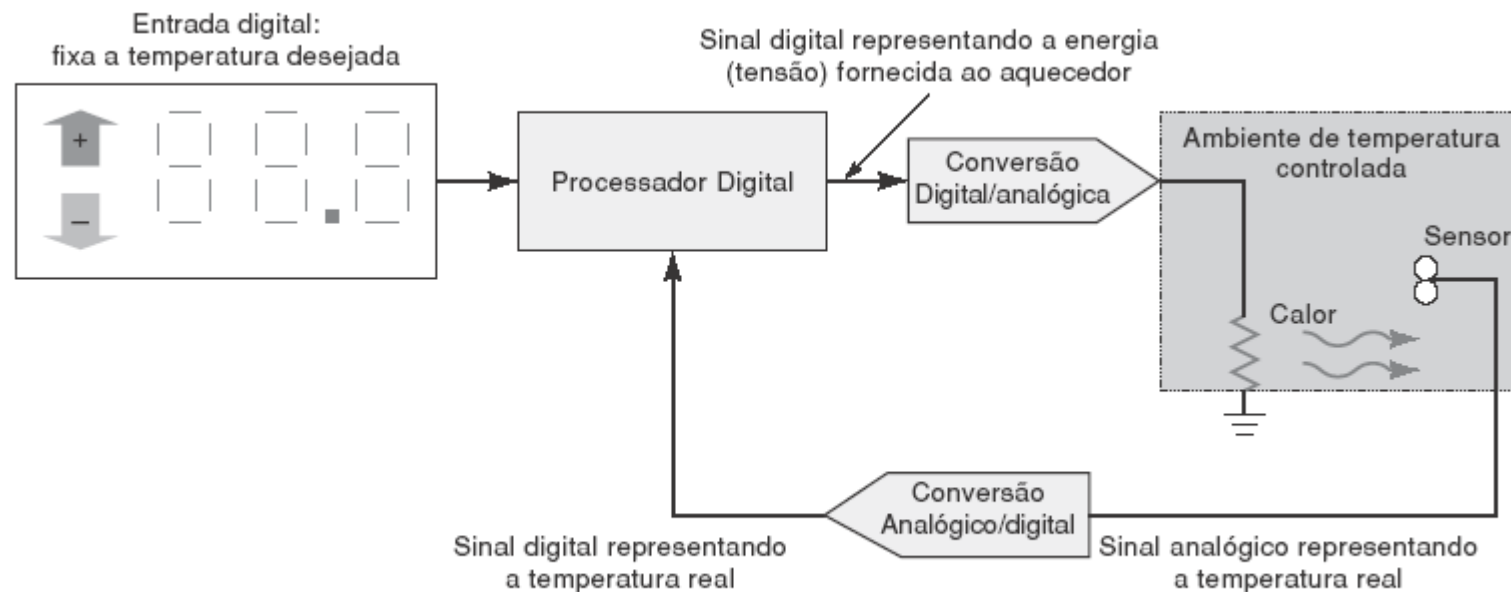 Entrada digital:
fixa a temperatura desejada
+
−
Processador Digital
Sinal digital representando a energia
(tensão) fornecida ao aquecedor
Conversão
Digital/analógica
Ambiente de temperatura
controlada
Sensor
Calor
Conversão
Analógico/digital
Sinal digital representando
a temperatura real
Sinal analógico representando
a temperatura real